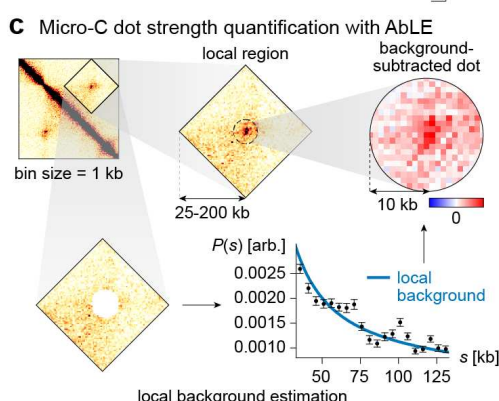 C Micro-C dot strength quantification with AbLE
local region
background-
subtracted dot
bin size = 1 kb
25-200 kb
10 kb
0
P(s) [arb.]
0.0025
0.0020
0.0015
0.0010
local
background
50
75
100
125
s [kb]
local background estimation